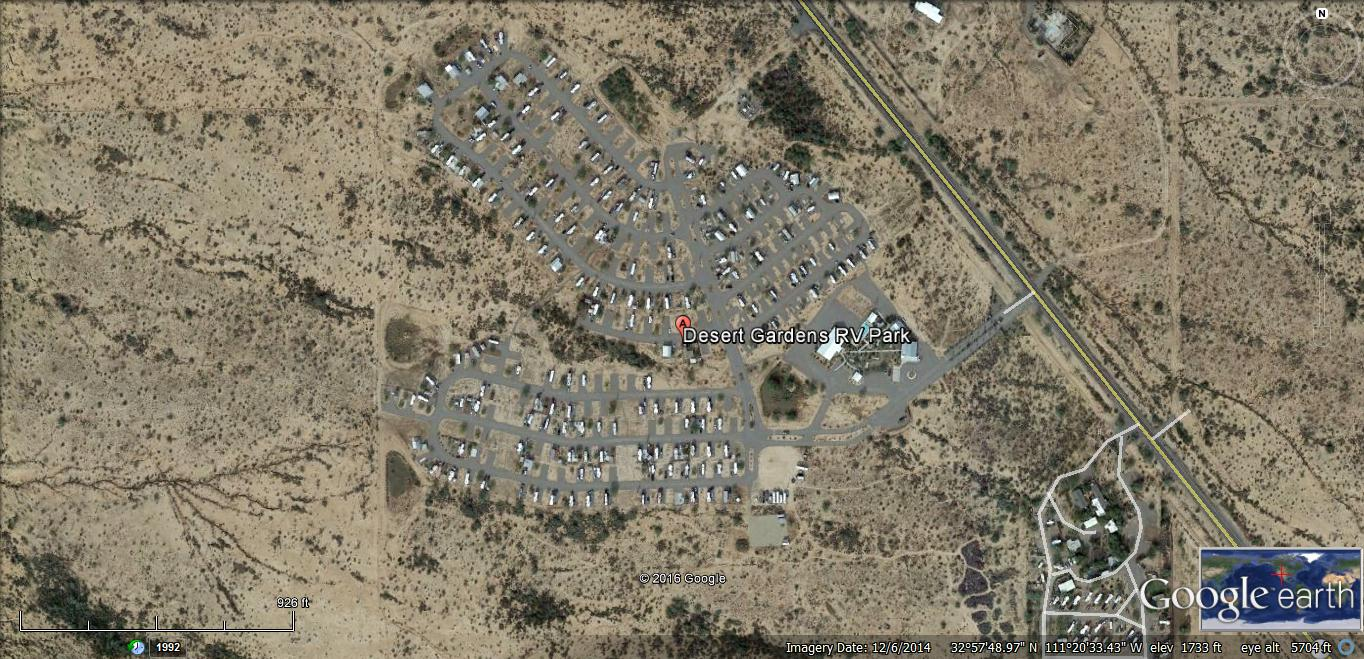 N
A
Desert Gardens RV Park
© 2016 Google
926 ft
Google earth
1992
Imagery Date: 12/6/2014 32°57'48.97" N 111°20'33.43" W elev 1733 ft eye alt 5704 ft